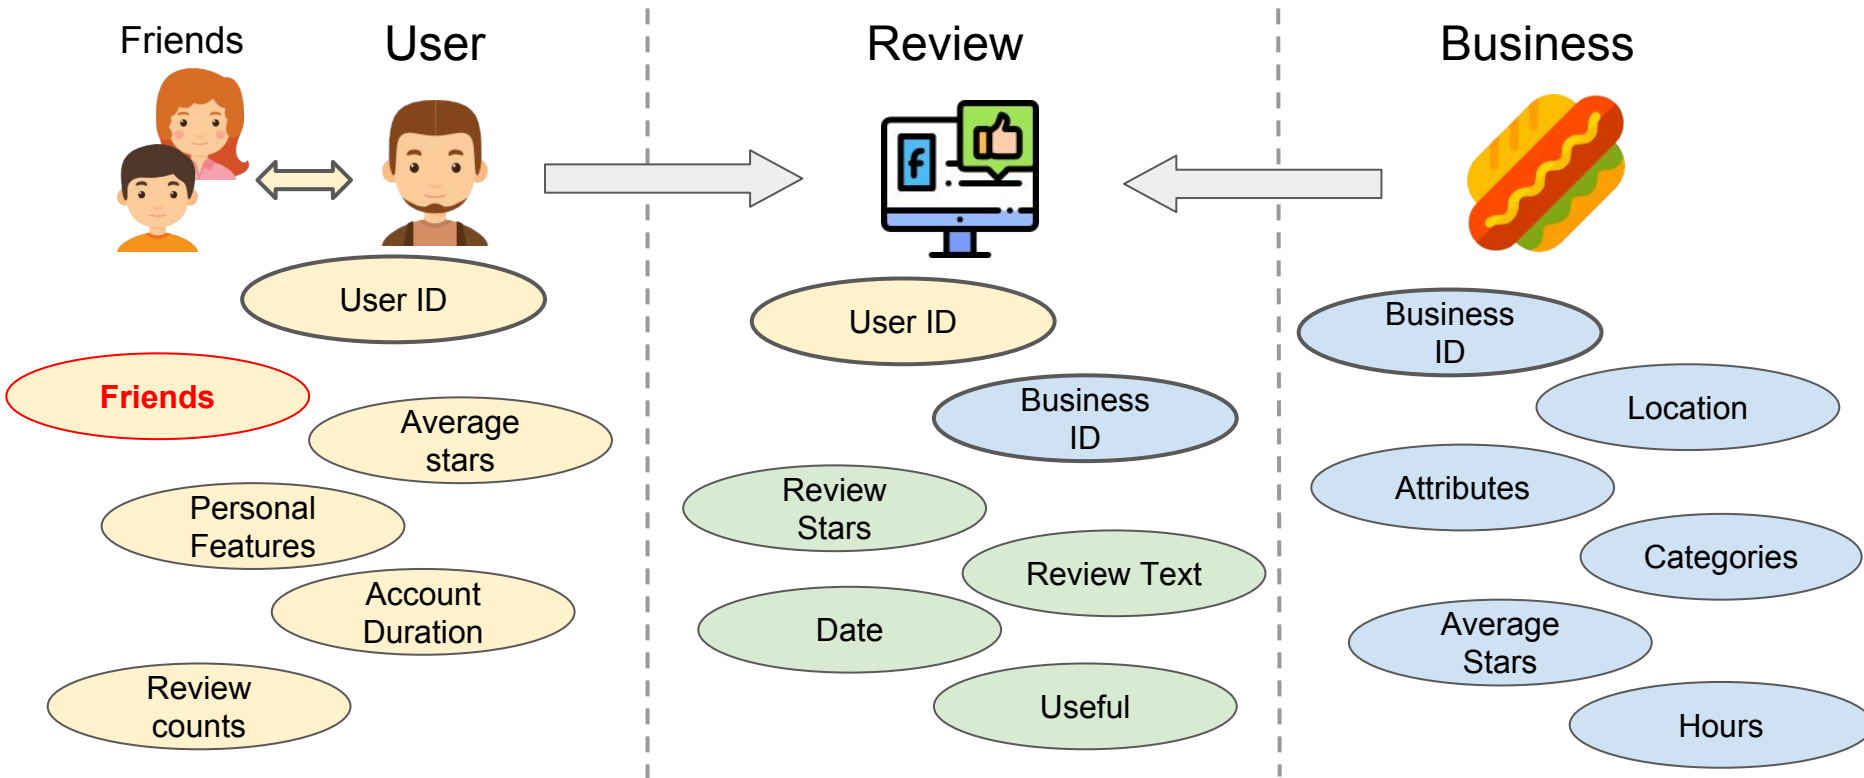 Friends
User
User ID
Friends
Average
stars
Personal
Features
Account
Duration
Review
counts
Review
f
User ID
Business
ID
Review
Stars
Review Text
Date
Useful
Business
Business
ID
Location
Attributes
Categories
Average
Stars
Hours